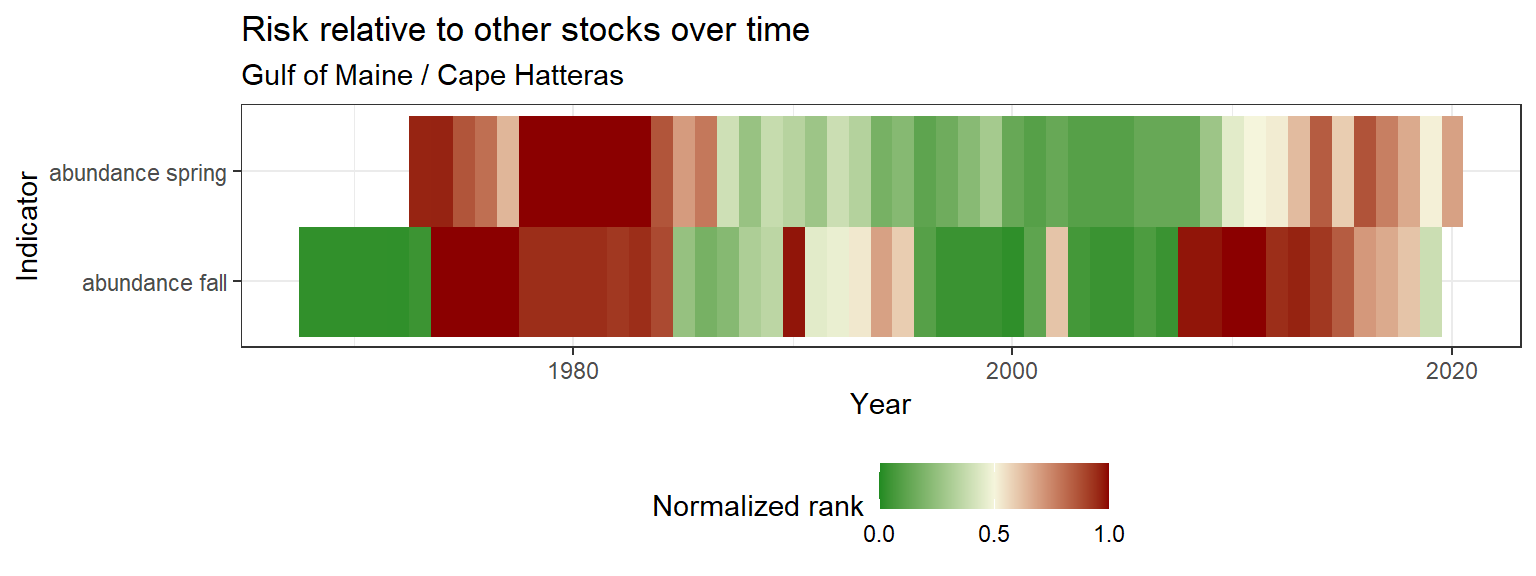 Risk relative to other stocks over time
Gulf of Maine / Cape Hatteras
Indicator
abundance spring
abundance fall
1980 2000 2020
Year
Normalized rank
0.0 0.5 1.0